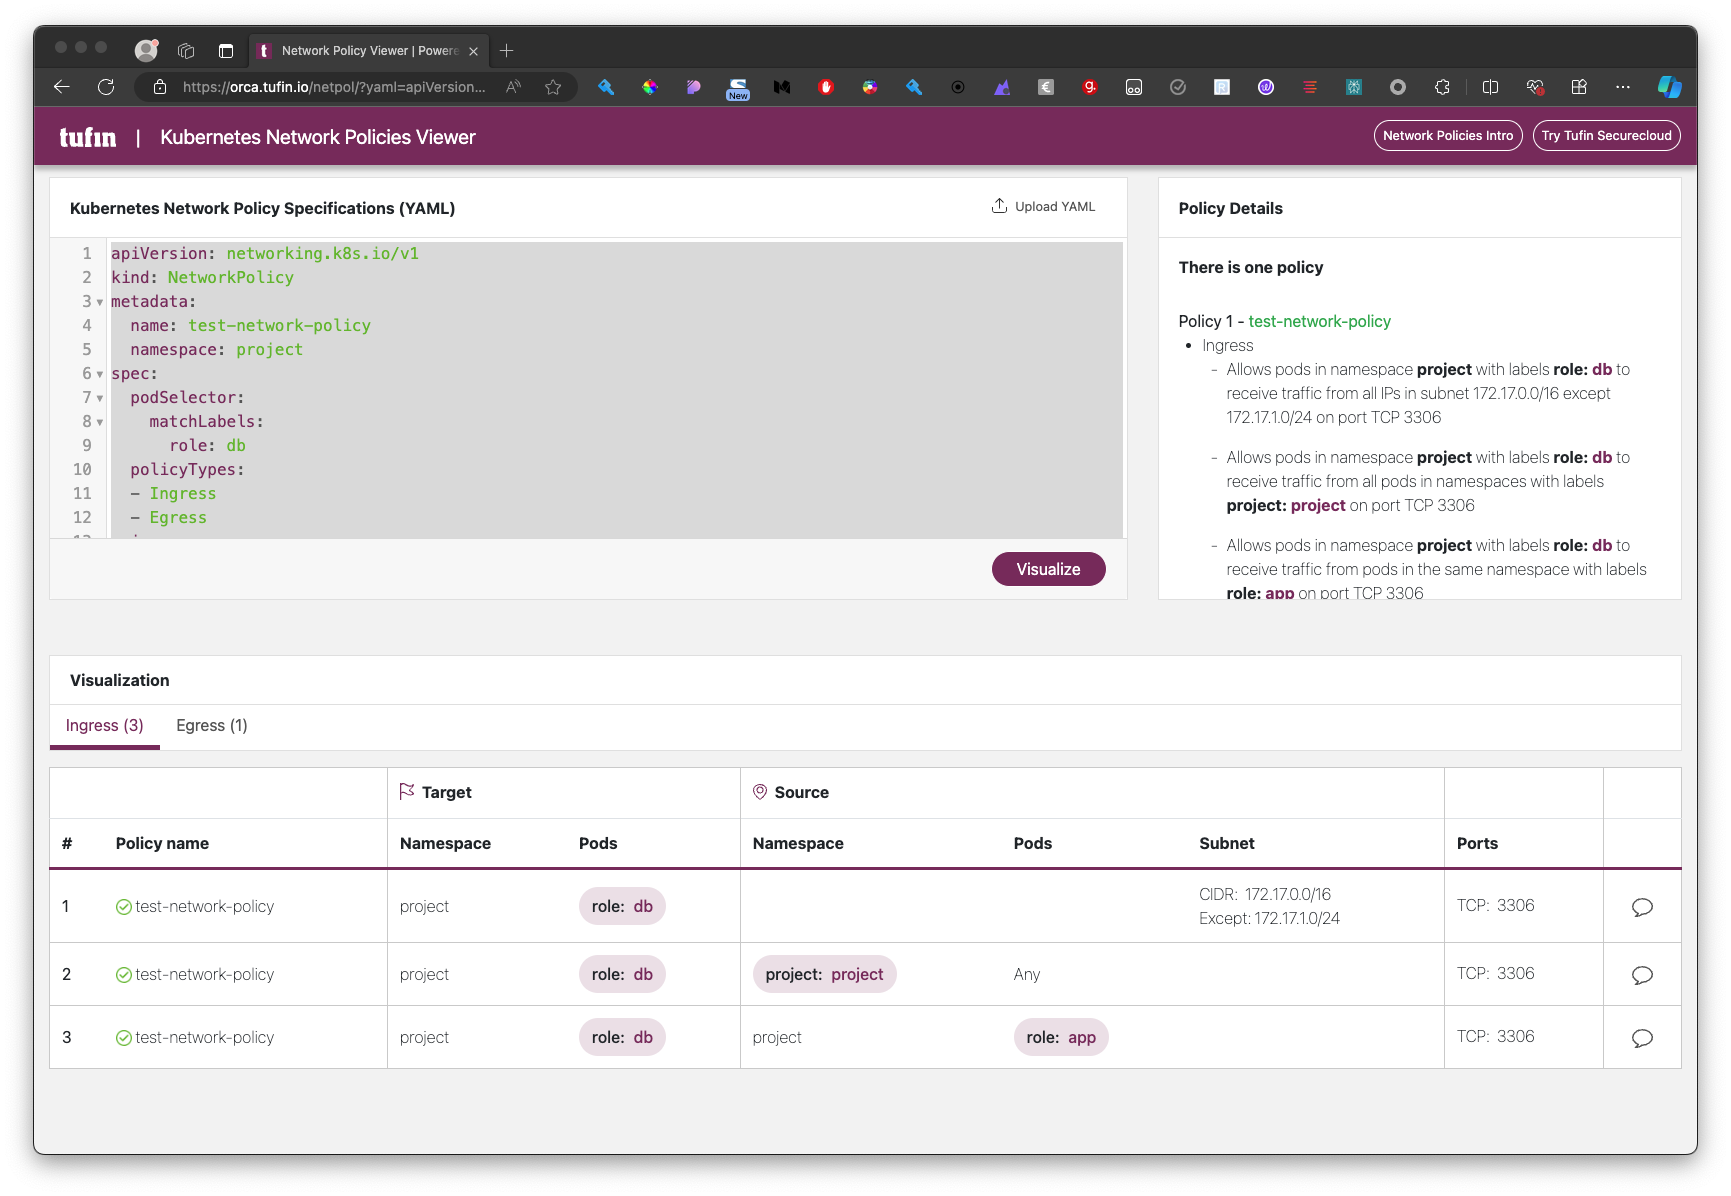 Network Policy Viewer | Powere
https://orca.tufin.io/netpol/?yaml=apiVersion...
New
tufin | Kubernetes Network Policies Viewer
Network Policies Intro
Try Tufin Securecloud
Kubernetes Network Policy Specifications (YAML)
Upload YAML
1 apiVersion: networking.k8s.io/v1
2 kind: NetworkPolicy
3 metadata:
4 name: test-network-policy
5 namespace: project
6 spec:
7 podSelector:
8 matchLabels:
9 role: db
10 policyTypes:
11 - Ingress
12 - Egress
Visualize
Policy Details
There is one policy
Policy 1 - test-network-policy
• Ingress
- Allows pods in namespace project with labels role: db to
receive traffic from all IPs in subnet 172.17.0.0/16 except
172.17.1.0/24 on port TCP 3306
- Allows pods in namespace project with labels role: db to
receive traffic from all pods in namespaces with labels
project: project on port TCP 3306
- Allows pods in namespace project with labels role: db to
receive traffic from pods in the same namespace with labels
role: app on port TCP 3306
Visualization
Ingress (3) Egress (1)
Target Source
# Policy name Namespace Pods Namespace Pods Subnet Ports
1 test-network-policy project role: db CIDR: 172.17.0.0/16 TCP: 3306
Except: 172.17.1.0/24
2 test-network-policy project role: db project: project Any TCP: 3306
3 test-network-policy project role: db project role: app TCP: 3306